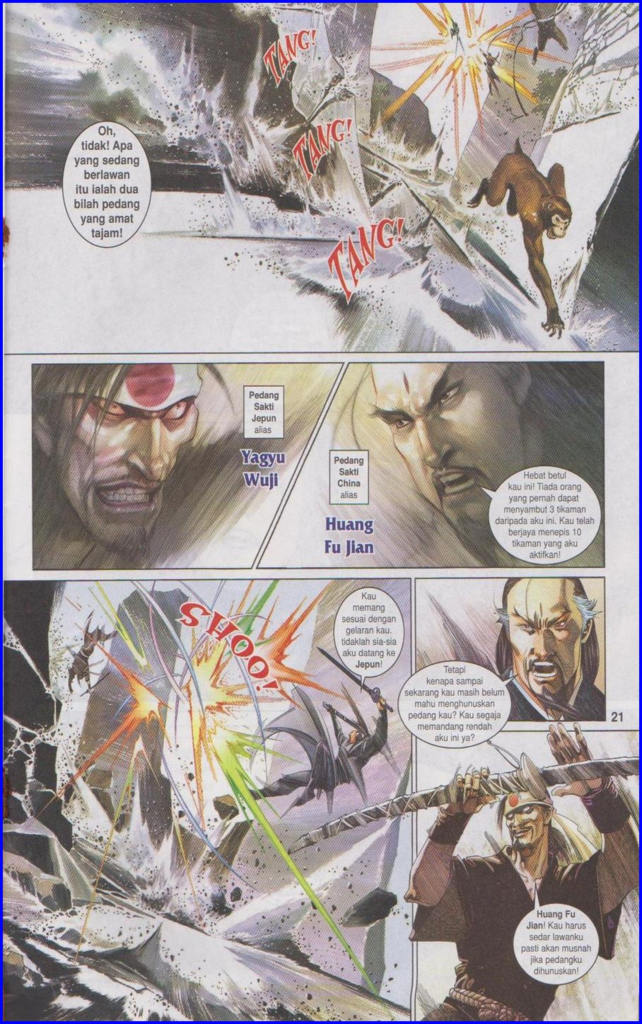 TANG!
TANG!
TANG!
Oh,
tidak! Apa
yang sedang
berlawan
itu ialah dua
bilah pedang
yang amat
tajam!
Pedang
Sakti
Jepun
alias
Yagyu
Wuji
Pedang
Sakti
China
alias
Huang
Fu Jian
Hebat betul
kau ini! Tiada orang
yang pernah dapat
menyambut 3 tikaman
daripada aku ini. Kau telah
berjaya menepis 10
tikaman yang aku
aktifkan!
SHOO!
Kau
memang
sesuai dengan
gelaran kau.
tidaklah sia-sia
aku datang ke
Jepun!
Tetapi
kenapa sampai
sekarang kau masih belum
mahu menghunuskan
pedang kau? Kau segaja
memandang rendah
aku ini ya?
21
Huang Fu
Jian! Kau harus
sedar lawanku
pasti akan musnah
jika pedangku
dihunuskan!